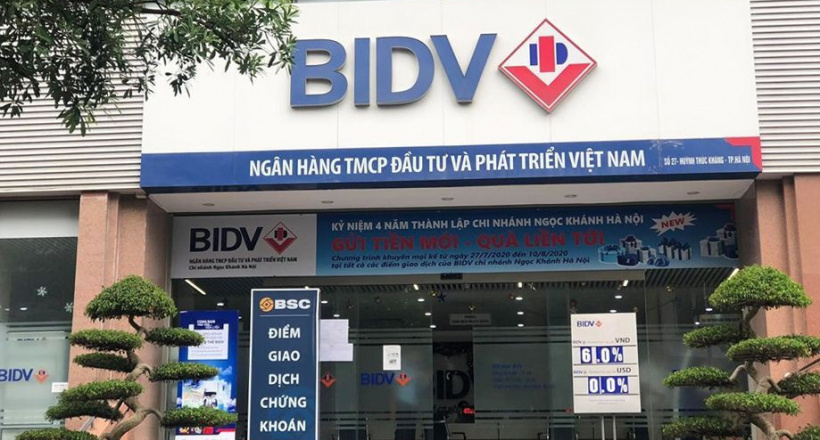 BIDV
NGÂN HÀNG TMCP ĐẦU TƯ VÀ PHÁT TRIỂN VIỆT NAM
SỐ 27- HUỲNH THÚC KHÁNG - TP.HÀ NỘI
BIDV
NGÂN HÀNG TMCP ĐẦU TƯ VÀ PHÁT TRIỂN VIỆT NAM
Chi nhánh Ngọc Khánh Hà Nội
KỶ NIỆM 4 NĂM THÀNH LẬP CHI NHÁNH NGỌC KHÁNH HÀ NỘI
GỬI TIỀN MỚI - QUÀ LIỀN TỚI
Chương trình khuyến mại kể từ ngày 27/7/2020 đến 10/8/2020
tại tất cả các điểm giao dịch của BIDV chi nhánh Ngọc Khánh Hà Nội
NEW
BSC
ĐIỂM
GIAO
DỊCH
CHỨNG
KHOÁN
BIDV
VND
6.0%
USD
0.0%
BIDV
BIDV
BIDV
BIDV